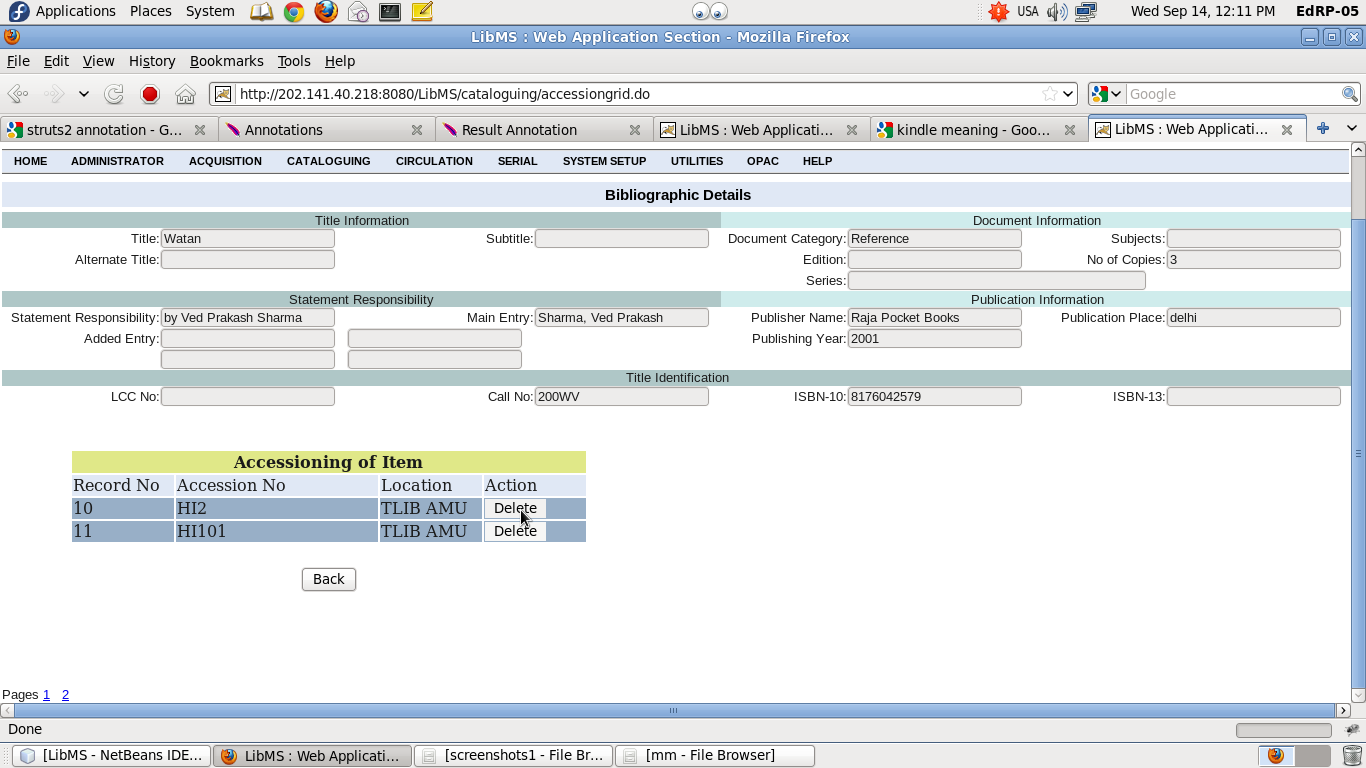 Applications Places System USA Wed Sep 14, 12:11 PM EdRP-05
LibMS : Web Application Section - Mozilla Firefox
File Edit View History Bookmarks Tools Help
http://202.141.40.218:8080/LibMS/cataloguing/accessiongrid.do Google
struts2 annotation - G... Annotations Result Annotation LibMS : Web Applicati... kindle meaning - Goo... LibMS : Web Applicati...
HOME ADMINISTRATOR ACQUISITION CATALOGUING CIRCULATION SERIAL SYSTEM SETUP UTILITIES OPAC HELP
Bibliographic Details
Title Information Document Information
Title: Watan Subtitle: Document Category: Reference Subjects:
Alternate Title: Edition: No of Copies: 3
Series:
Statement Responsibility Publication Information
Statement Responsibility: by Ved Prakash Sharma Main Entry: Sharma, Ved Prakash Publisher Name: Raja Pocket Books Publication Place: delhi
Added Entry: Publishing Year: 2001
Title Identification
LCC No: Call No: 200WV ISBN-10: 8176042579 ISBN-13:
Accessioning of Item
Record No Accession No Location Action
10 HI2 TLIB AMU Delete
11 HI101 TLIB AMU Delete
Back
Pages 1 2
Done
[LibMS - NetBeans IDE... LibMS : Web Applicati... [screenshots1 - File Br... [mm - File Browser]